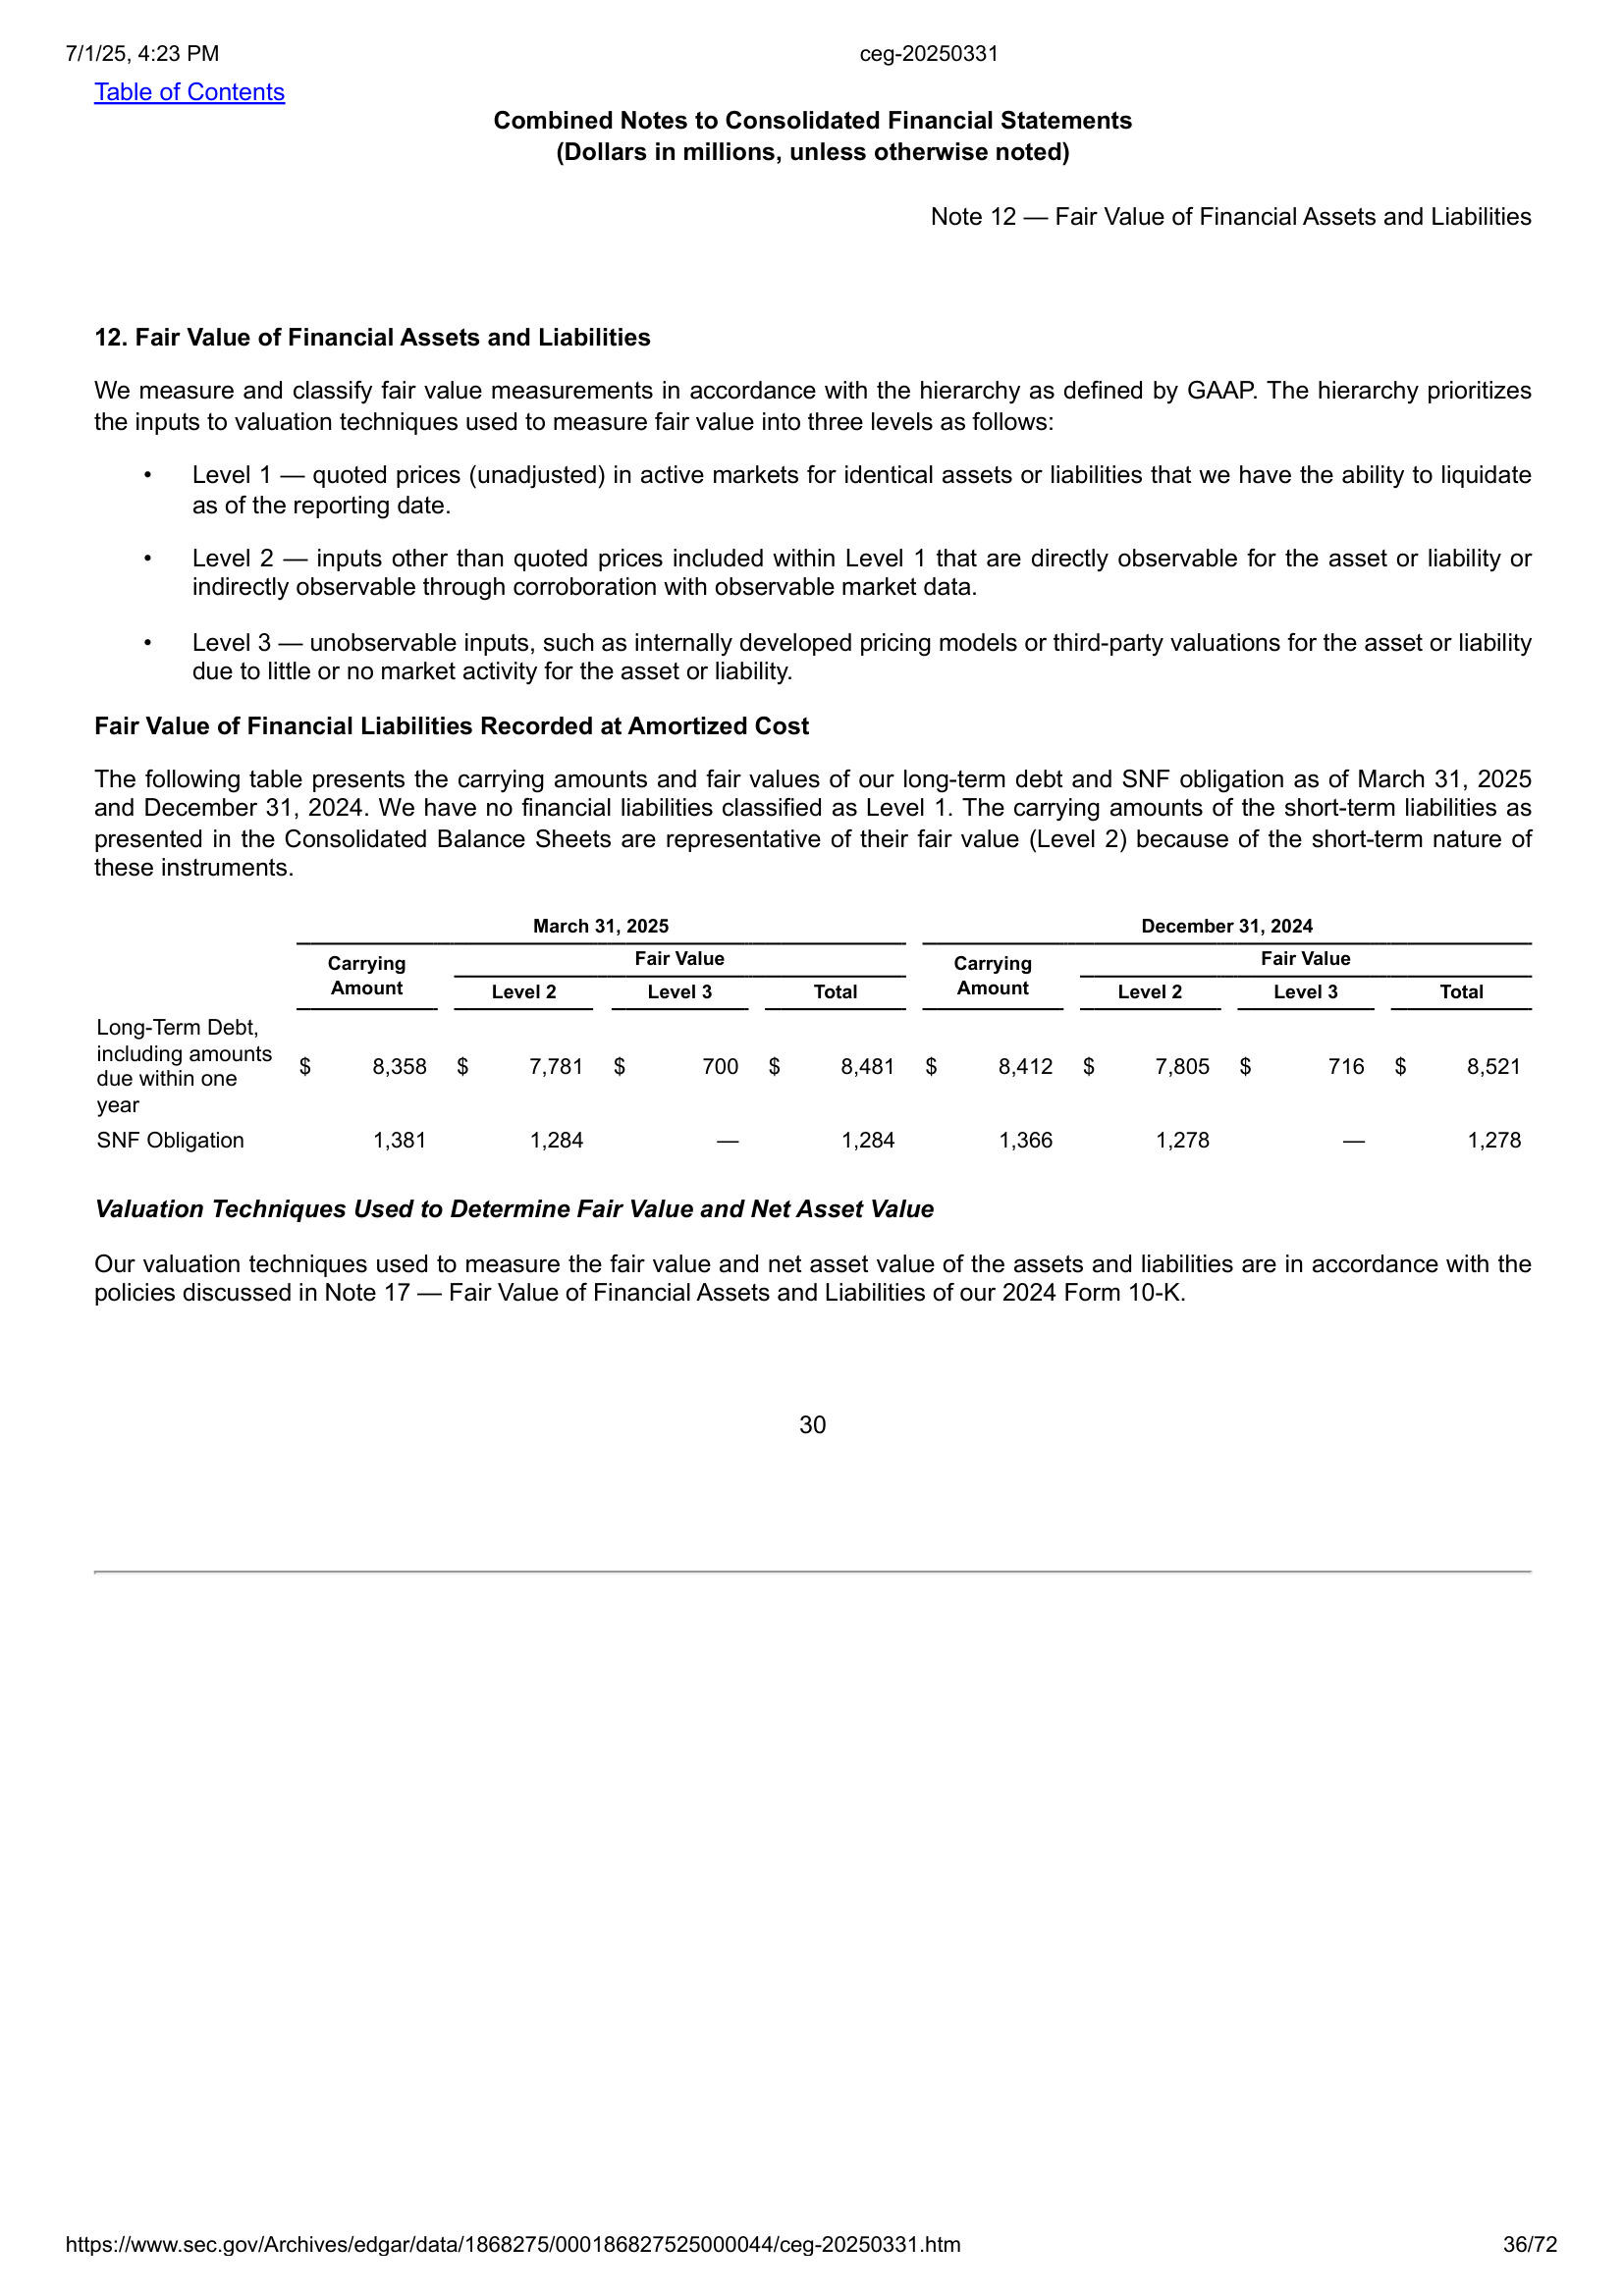 7/1/25, 4:23 PM ceg-20250331
Table of Contents
Combined Notes to Consolidated Financial Statements
(Dollars in millions, unless otherwise noted)
Note 12 — Fair Value of Financial Assets and Liabilities
12. Fair Value of Financial Assets and Liabilities
We measure and classify fair value measurements in accordance with the hierarchy as defined by GAAP. The hierarchy prioritizes
the inputs to valuation techniques used to measure fair value into three levels as follows:
• Level 1 — quoted prices (unadjusted) in active markets for identical assets or liabilities that we have the ability to liquidate
as of the reporting date.
• Level 2 — inputs other than quoted prices included within Level 1 that are directly observable for the asset or liability or
indirectly observable through corroboration with observable market data.
• Level 3 — unobservable inputs, such as internally developed pricing models or third-party valuations for the asset or liability
due to little or no market activity for the asset or liability.
Fair Value of Financial Liabilities Recorded at Amortized Cost
The following table presents the carrying amounts and fair values of our long-term debt and SNF obligation as of March 31, 2025
and December 31, 2024. We have no financial liabilities classified as Level 1. The carrying amounts of the short-term liabilities as
presented in the Consolidated Balance Sheets are representative of their fair value (Level 2) because of the short-term nature of
these instruments.
March 31, 2025 December 31, 2024
Carrying Fair Value Carrying Fair Value
Amount Level 2 Level 3 Total Amount Level 2 Level 3 Total
Long-Term Debt,
including amounts
due within one
year
$ 8,358 $ 7,781 $ 700 $ 8,481 $ 8,412 $ 7,805 $ 716 $ 8,521
SNF Obligation 1,381 1,284 — 1,284 1,366 1,278 — 1,278
Valuation Techniques Used to Determine Fair Value and Net Asset Value
Our valuation techniques used to measure the fair value and net asset value of the assets and liabilities are in accordance with the
policies discussed in Note 17 — Fair Value of Financial Assets and Liabilities of our 2024 Form 10-K.
30
https://www.sec.gov/Archives/edgar/data/1868275/000186827525000044/ceg-20250331.htm 36/72